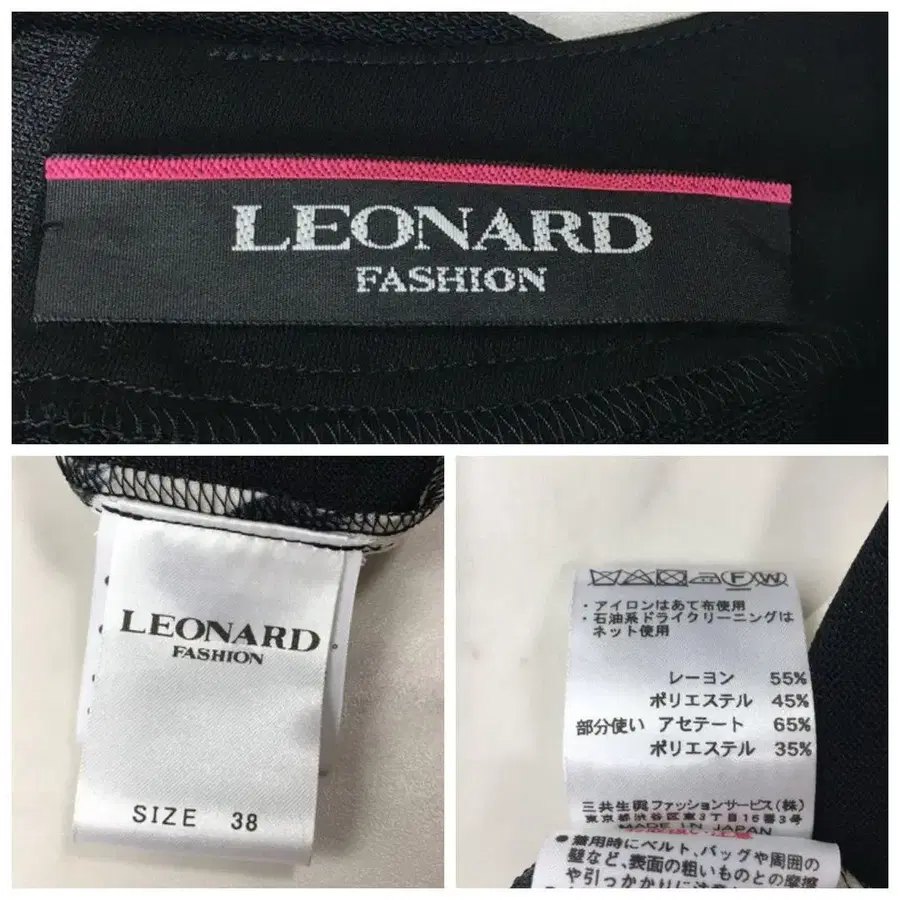 LEONARD
FASHION
LEONARD
FASHION
SIZE 38
F W
・アイロンはあて布使用
・石油系ドライクリーニングは
ネット使用
レーヨン 55%
ポリエステル 45%
部分使い アセテート 65%
ポリエステル 35%
三共生興ファッションサービス(株)
東京都渋谷区東3丁目16番3号
MADE IN JAPAN
●着用時にベルト、バッグや周囲の
壁など、表面の粗いものとの摩擦
や引っかかりに注意